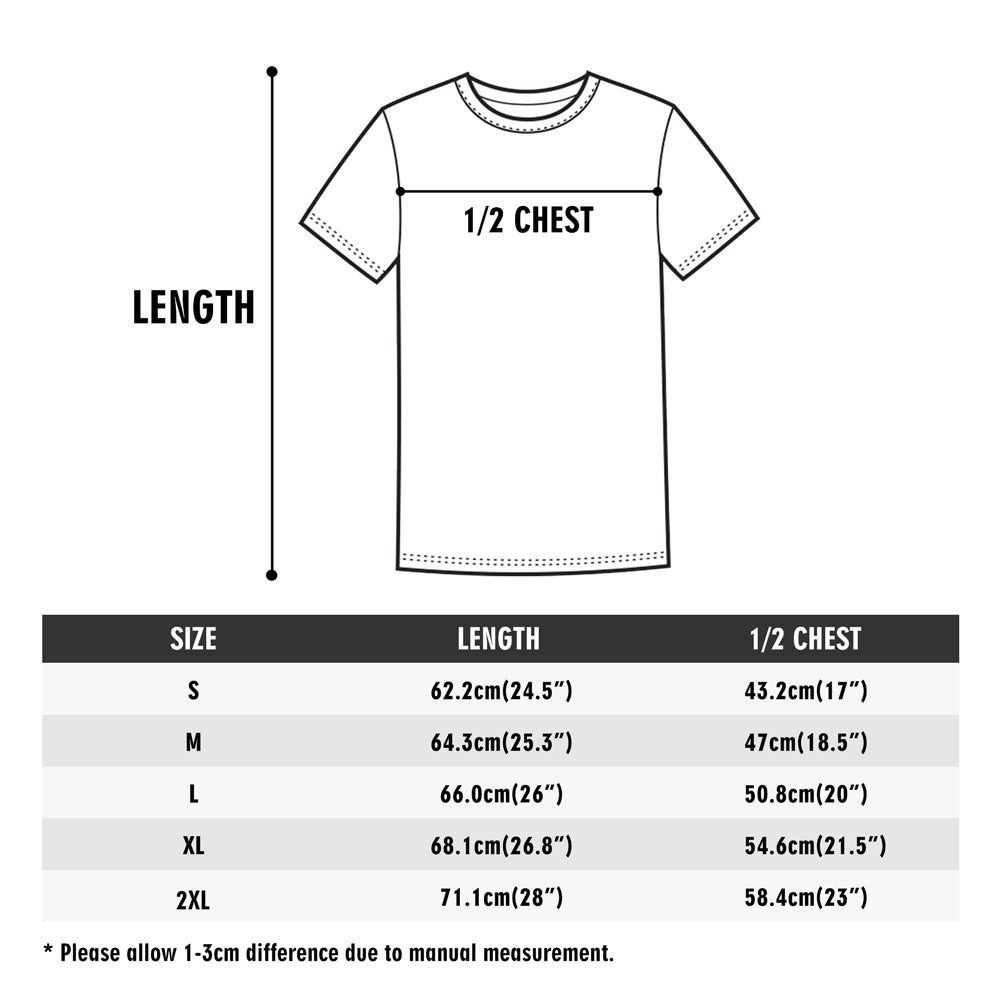 1/2 CHEST
LENGTH
SIZE LENGTH 1/2 CHEST
S 62.2cm(24.5”) 43.2cm(17”)
M 64.3cm(25.3”) 47cm(18.5”)
L 66.0cm(26”) 50.8cm(20”)
XL 68.1cm(26.8”) 54.6cm(21.5”)
2XL 71.1cm(28”) 58.4cm(23”)
* Please allow 1-3cm difference due to manual measurement.